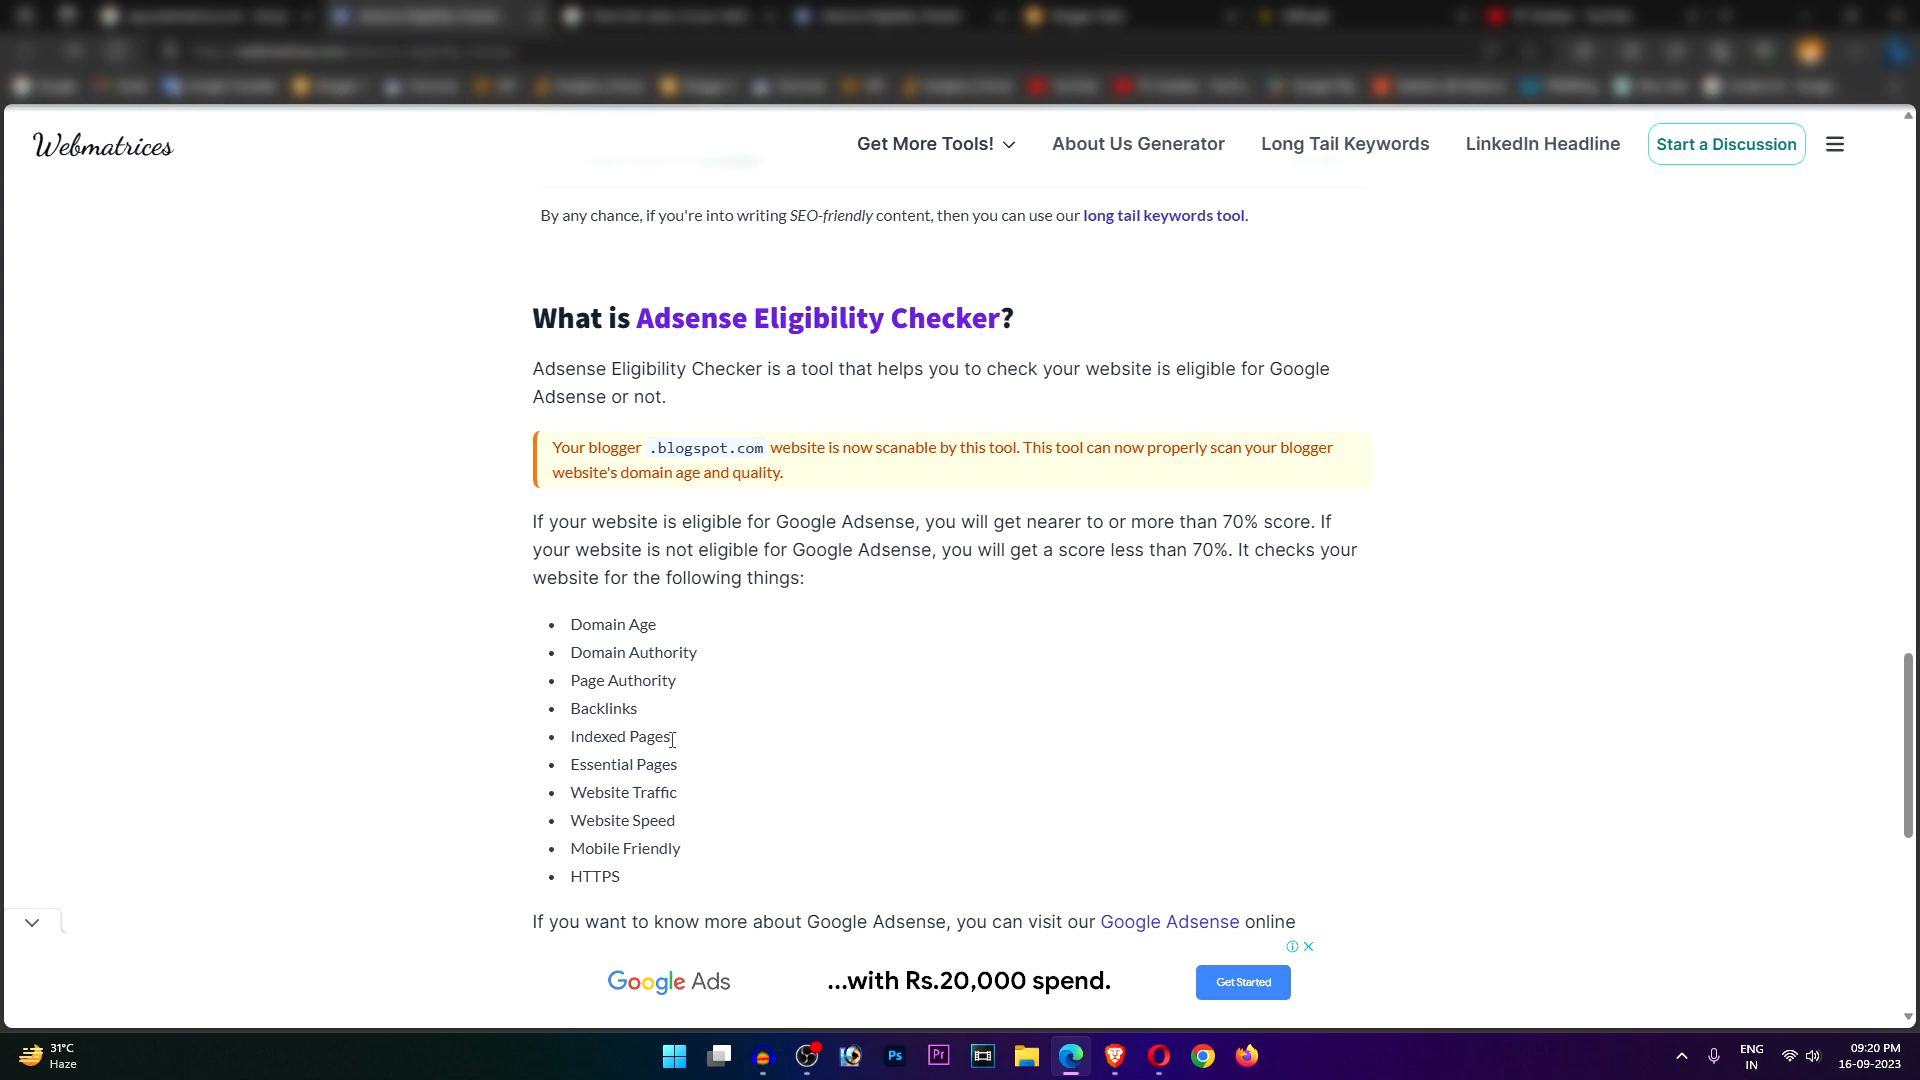 Webmatrices
Get More Tools! About Us Generator Long Tail Keywords LinkedIn Headline Start a Discussion
By any chance, if you're into writing SEO-friendly content, then you can use our long tail keywords tool.
What is Adsense Eligibility Checker?
Adsense Eligibility Checker is a tool that helps you to check your website is eligible for Google
Adsense or not.
Your blogger .blogspot.com website is now scanable by this tool. This tool can now properly scan your blogger
website's domain age and quality.
If your website is eligible for Google Adsense, you will get nearer to or more than 70% score. If
your website is not eligible for Google Adsense, you will get a score less than 70%. It checks your
website for the following things:
• Domain Age
• Domain Authority
• Page Authority
• Backlinks
• Indexed Pages
• Essential Pages
• Website Traffic
• Website Speed
• Mobile Friendly
• HTTPS
If you want to know more about Google Adsense, you can visit our Google Adsense online
Google Ads ...with Rs.20,000 spend. Get Started
31°C
Haze
Ps Pr
ENG
IN
09:20 PM
16-09-2023